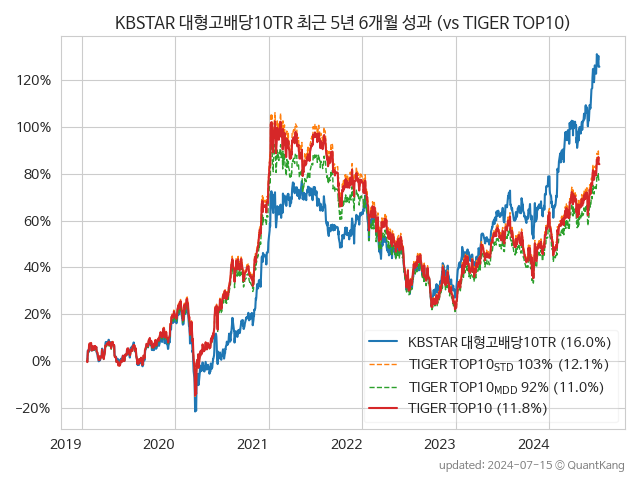 KBSTAR 대형고배당10TR 최근 5년 6개월 성과 (vs TIGER TOP10)
120%
100%
80%
60%
40%
20%
0%
−20%
KBSTAR 대형고배당10TR (16.0%)
TIGER TOP10STD 103% (12.1%)
TIGER TOP10MDD 92% (11.0%)
TIGER TOP10 (11.8%)
2019 2020 2021 2022 2023 2024
updated: 2024-07-15 © QuantKang